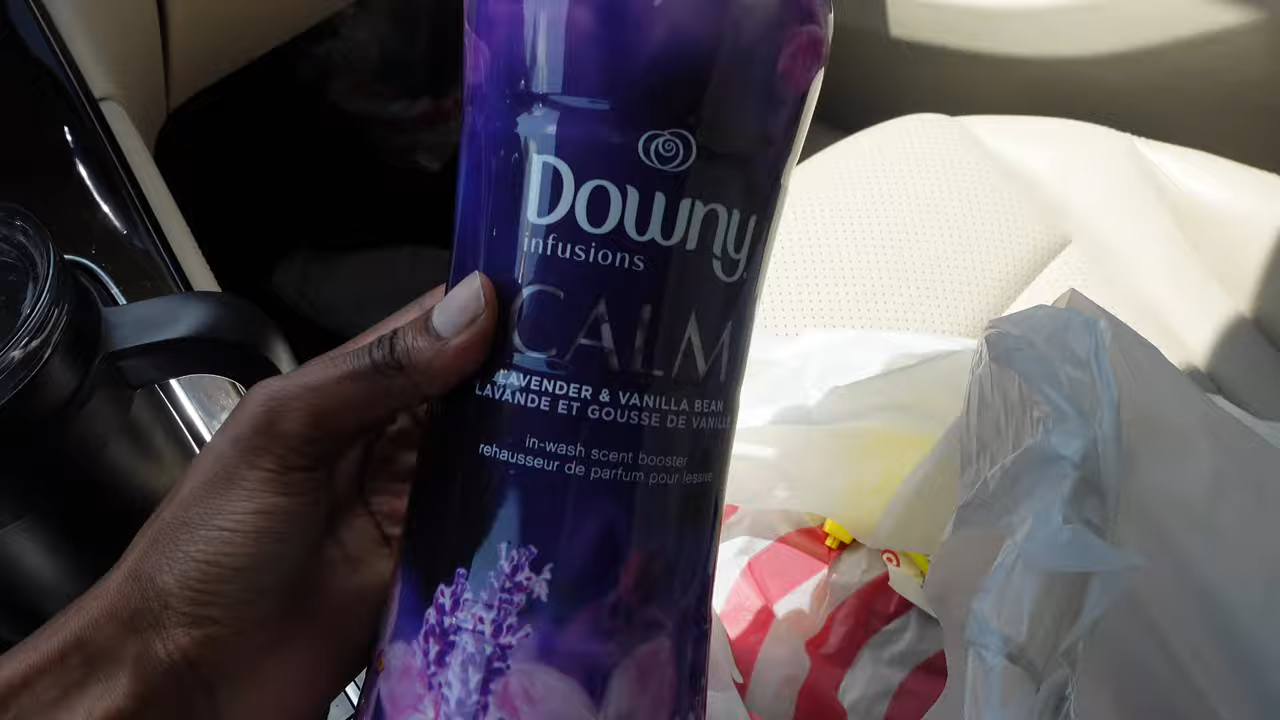 Downy
infusions
CALM
LAVENDER & VANILLA BEAN
LAVANDE ET GOUSSE DE VANILLE
in-wash scent booster
rehausseur de parfum pour lessive